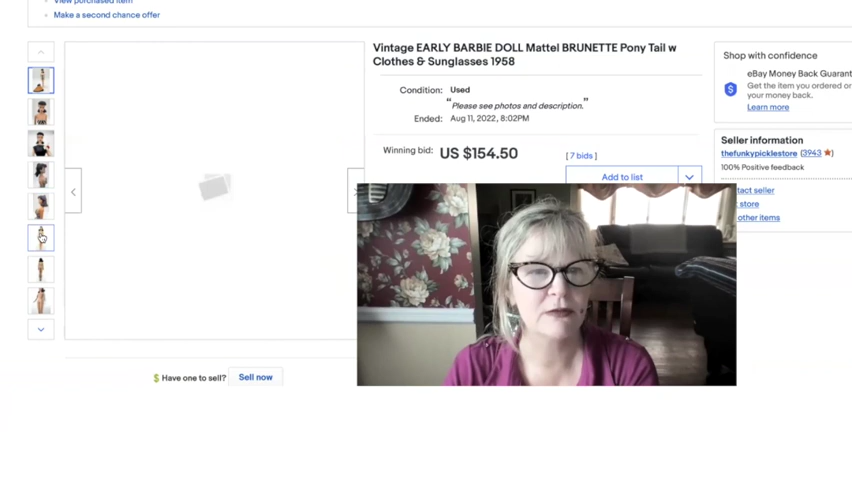 View purchased item
Make a second chance offer
Vintage EARLY BARBIE DOLL Mattel BRUNETTE Pony Tail w
Clothes & Sunglasses 1958
Condition: Used
"Please see photos and description."
Ended: Aug 11, 2022, 8:02PM
Winning bid: US $154.50 [ 7 bids ]
Add to list
Have one to sell? Sell now
Shop with confidence
eBay Money Back Guarant
Get the item you ordered or
your money back.
Learn more
Seller information
thefunkypicklestore (3943 ★)
100% Positive feedback
tact seller
store
other items